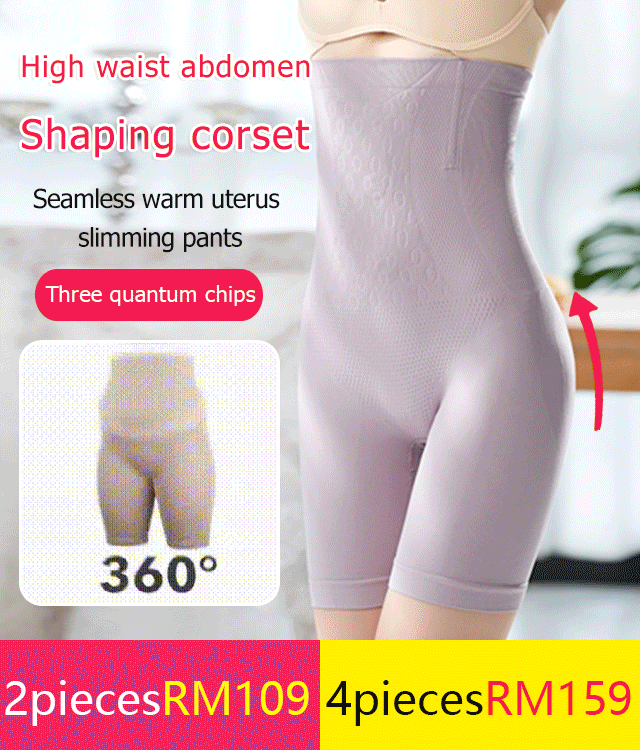 High waist abdomen
Shaping corset
Seamless warm uterus
slimming pants
Three quantum chips
360°
2piecesRM109
4piecesRM159